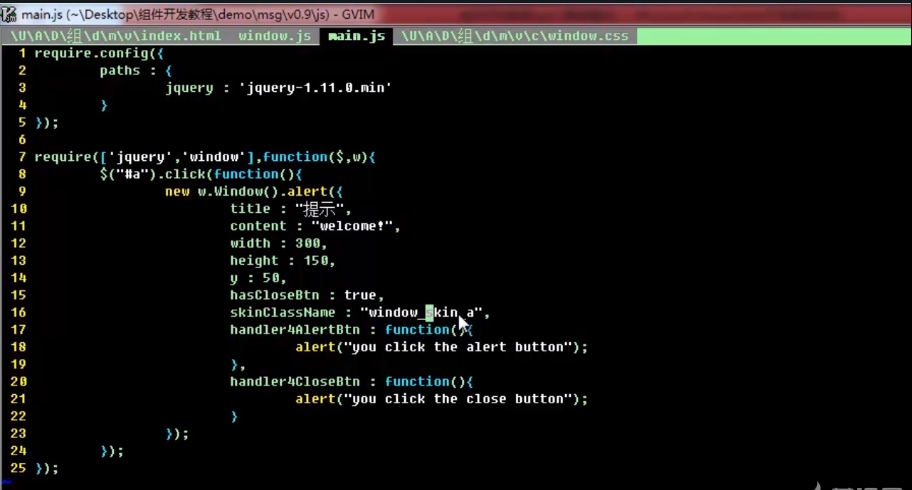 main.js (~\Desktop\组件开发教程\demo\msg\v0.9\js) - GVIM
\U\A\D\组\d\m\v\index.html window.js main.js \U\A\D\组\d\m\v\c\window.css
1 require.config({
2 paths : {
3 jquery : 'jquery-1.11.0.min'
4 }
5 });
6
7 require(['jquery','window'],function($,w){
8 $("#a").click(function(){
9 new w.Window().alert({
10 title : "提示",
11 content : "welcome!",
12 width : 300,
13 height : 150,
14 y : 50,
15 hasCloseBtn : true,
16 skinClassName : "window_skin_a",
17 handler4AlertBtn : function(){
18 alert("you click the alert button");
19 },
20 handler4CloseBtn : function(){
21 alert("you click the close button");
22 }
23 });
24 });
25 });
~